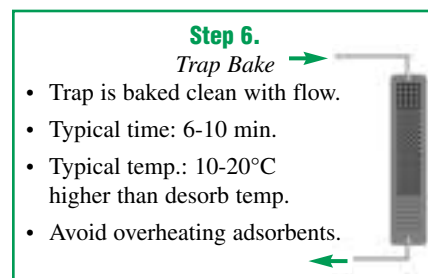 Step 6.
Trap Bake
• Trap is baked clean with flow.
• Typical time: 6-10 min.
• Typical temp.: 10-20°C
higher than desorb temp.
• Avoid overheating adsorbents.